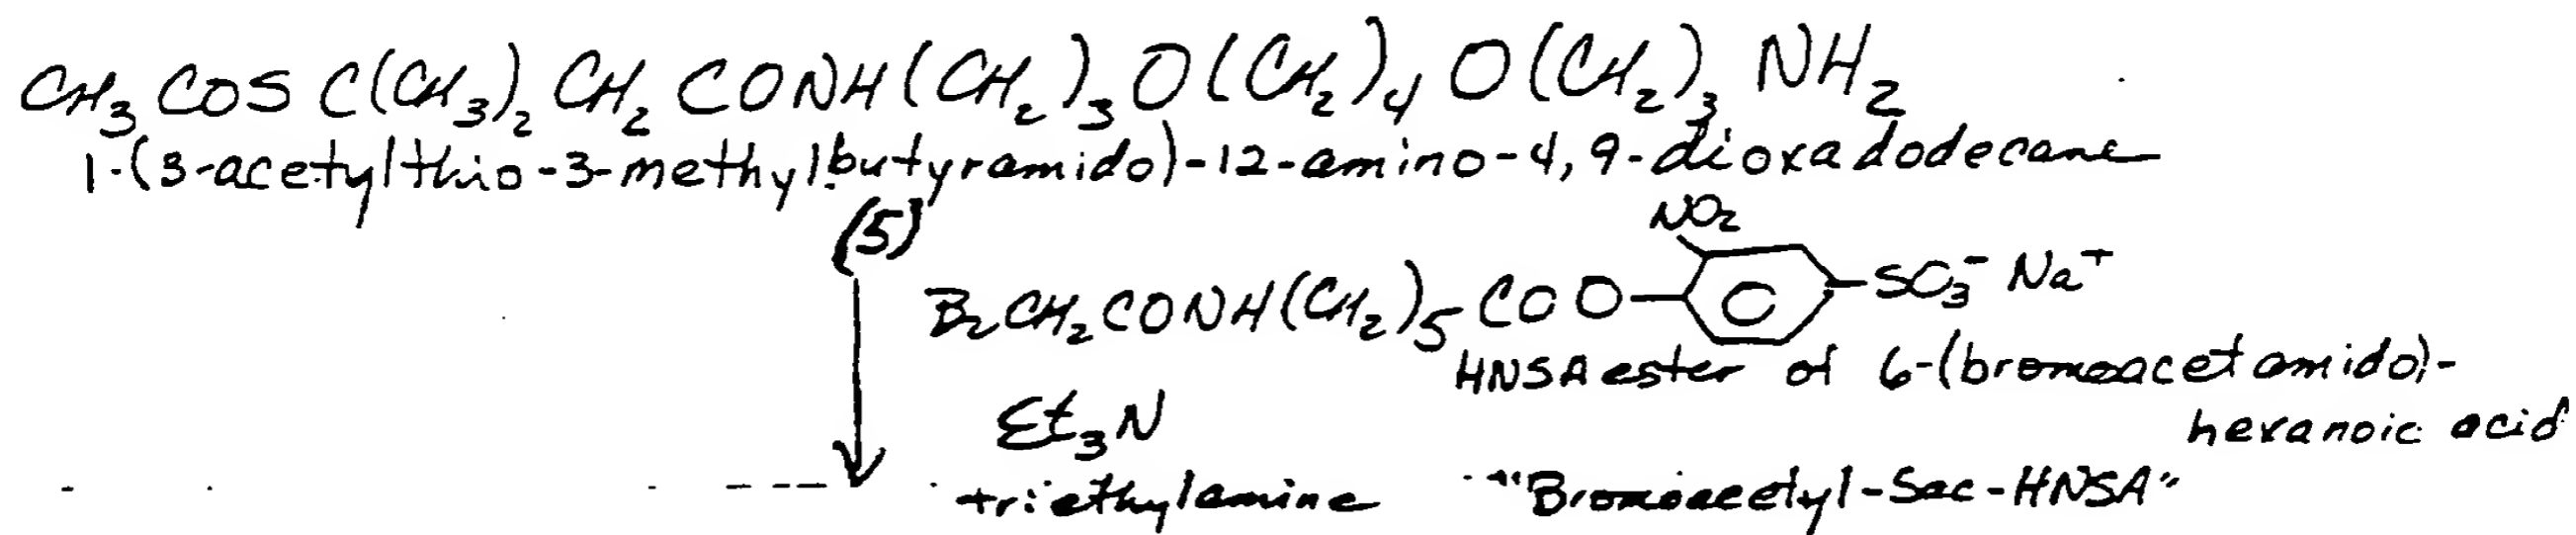 CH₃COSC(CH₃)₂CH₂CONH(CH₂)₃O(CH₂)₄O(CH₂)₃NH₂
1-(3-acetylthio-3-methylbutyramido)-12-amino-4,9-dioxadodecane
(5)
NO₂
BrCH₂CONH(CH₂)₅COO
SO₃⁻ Na⁺
HNSA ester of 6-(bromoacetamido)-
hexanoic acid
Et₃N
triethylamine
"Bromoacetyl-Sac-HNSA"